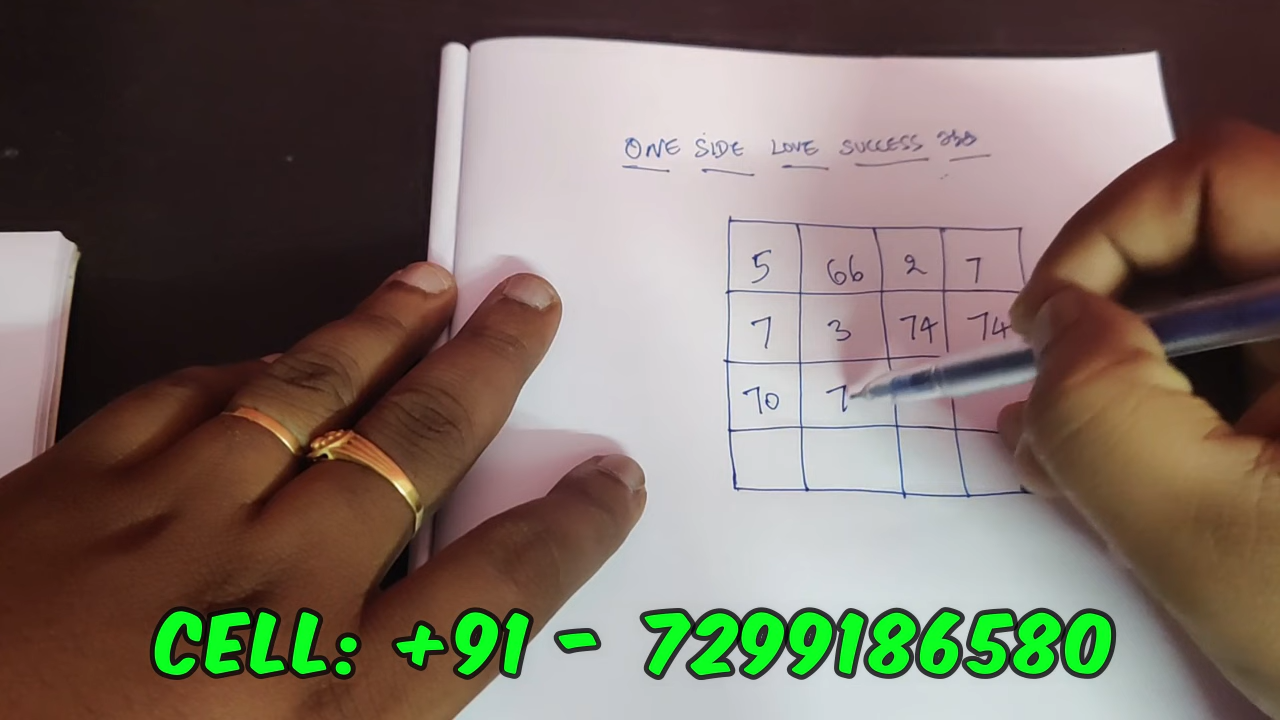 ONE SIDE LOVE SUCCESS
5 66 2 7
7 3 74 74
70 7
CELL: +91 - 7299186580